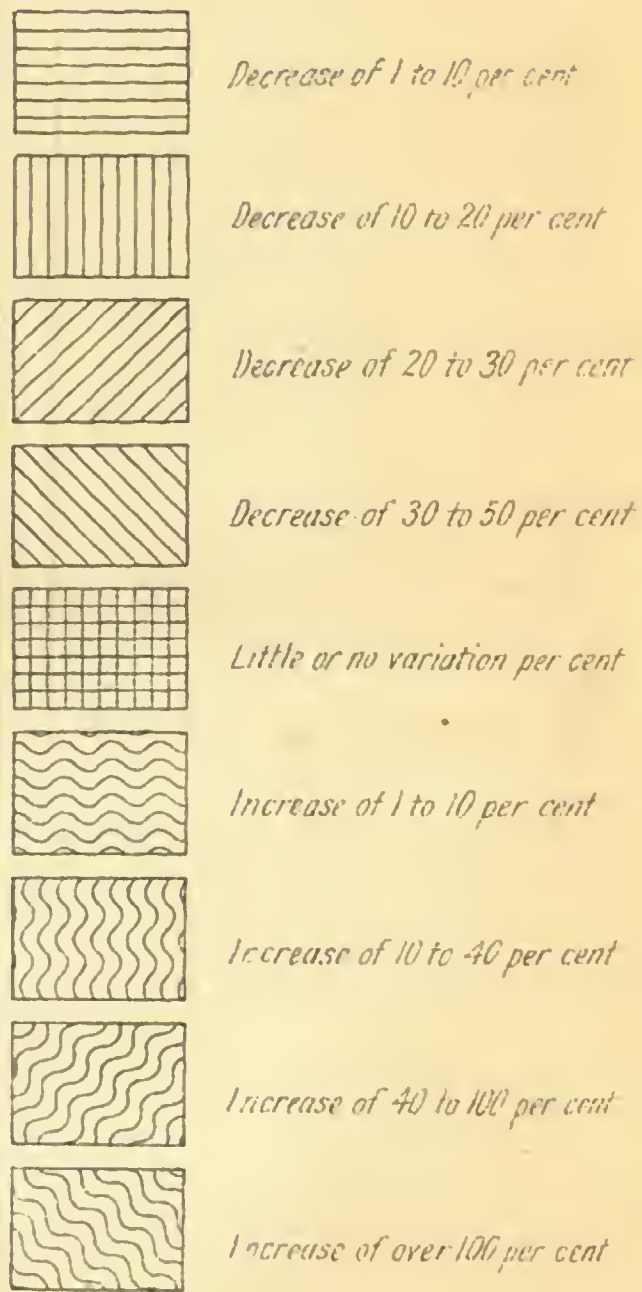 Decrease of 1 to 10 per cent
Decrease of 10 to 20 per cent
Decrease of 20 to 30 per cent
Decrease of 30 to 50 per cent
Little or no variation per cent
Increase of 1 to 10 per cent
Increase of 10 to 40 per cent
Increase of 40 to 100 per cent
Increase of over 100 per cent